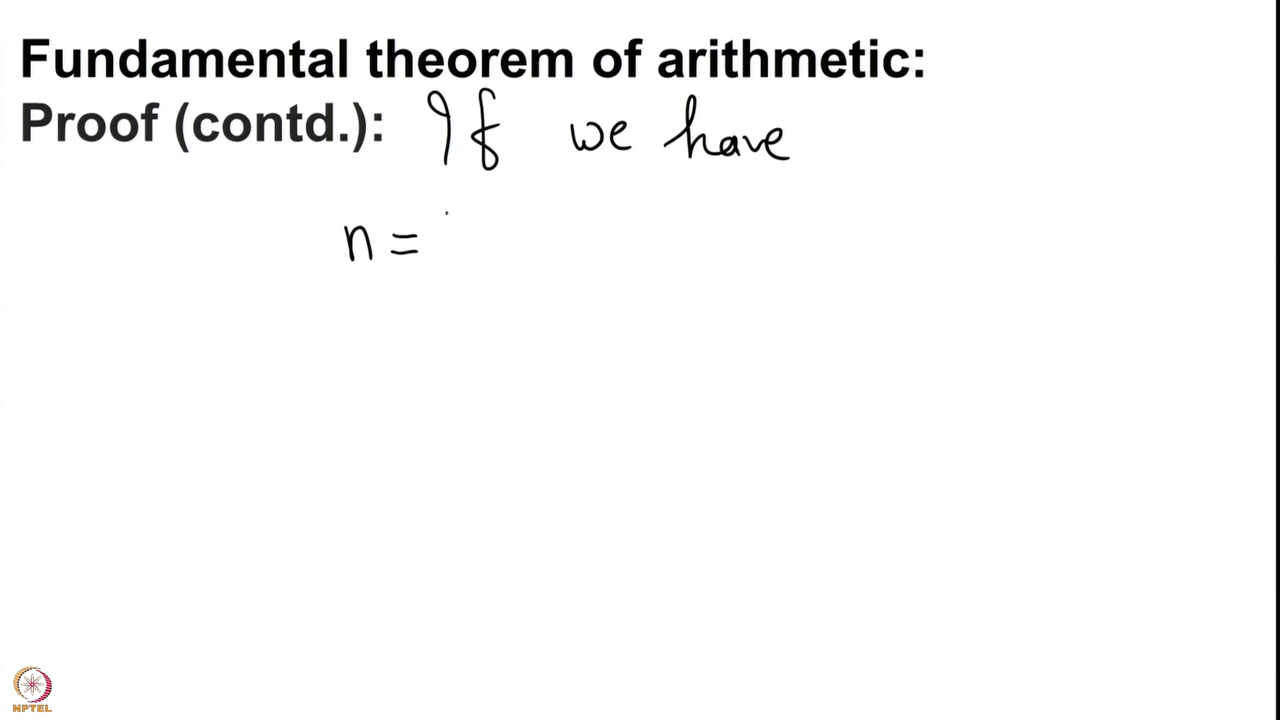 Fundamental theorem of arithmetic:
Proof (contd.): If we have
n =
NPTEL